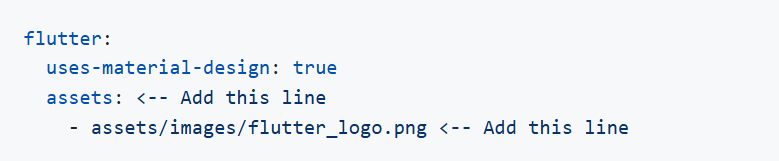 flutter:
  uses-material-design: true
  assets: <-- Add this line
    - assets/images/flutter_logo.png <-- Add this line